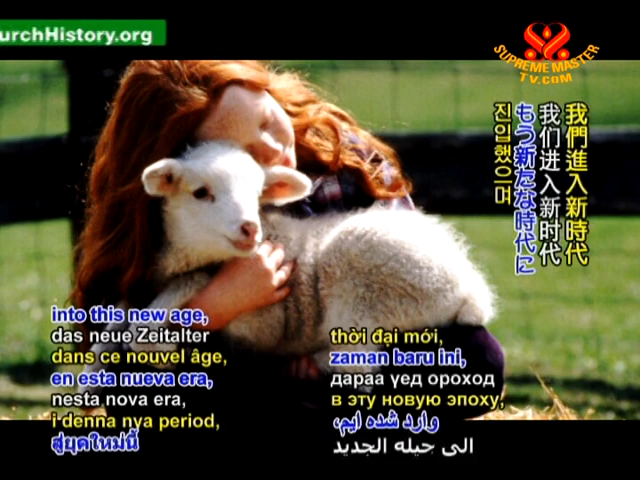 urchHistory.org
SUPREME MASTER
TV.COM
我們進入新時代
我们进入新时代
もう新たな時代に
진입했으며
into this new age,
das neue Zeitalter
dans ce nouvel âge,
en esta nueva era,
nesta nova era,
i denna nya period,
สู่ยุคใหม่นี้
thời đại mới,
zaman baru ini,
дараа үед ороход
в эту новую эпоху,
وارد شده ایم،
الى حيله الجديد